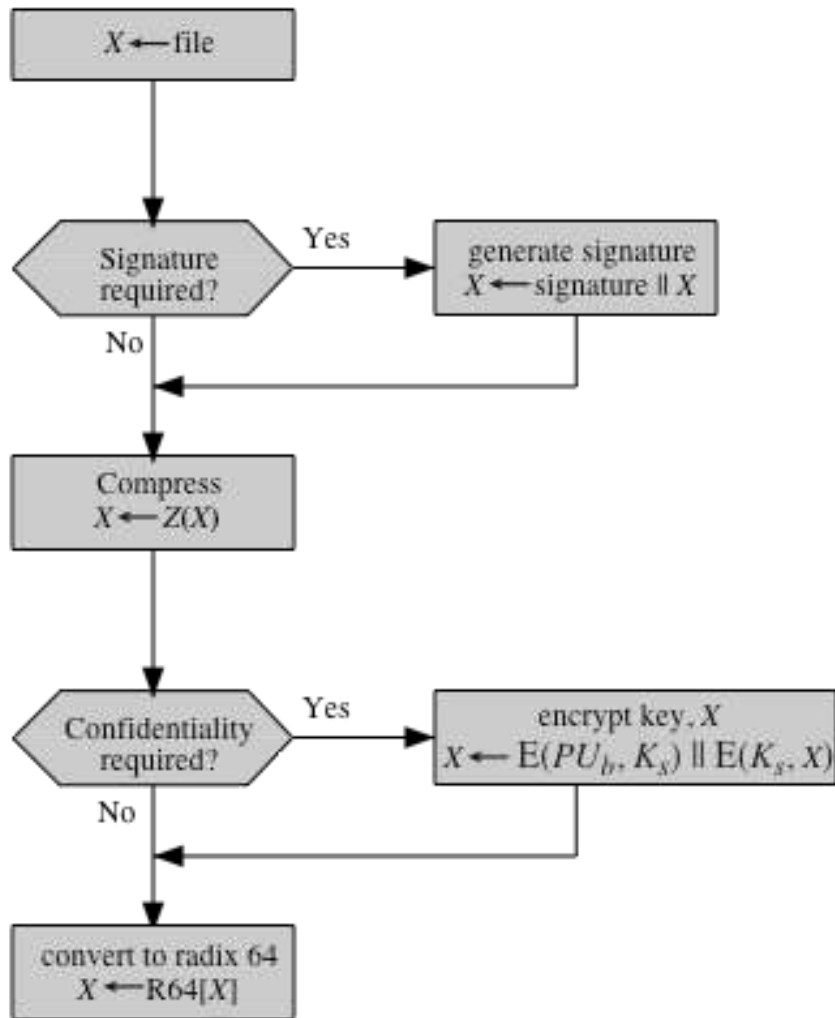 X ← file
Signature
required?
Yes
generate signature
X ← signature || X
No
Compress
X ← Z(X)
Confidentiality
required?
Yes
encrypt key, X
X ← E(PU_b, K_s) || E(K_s, X)
No
convert to radix 64
X ← R64[X]